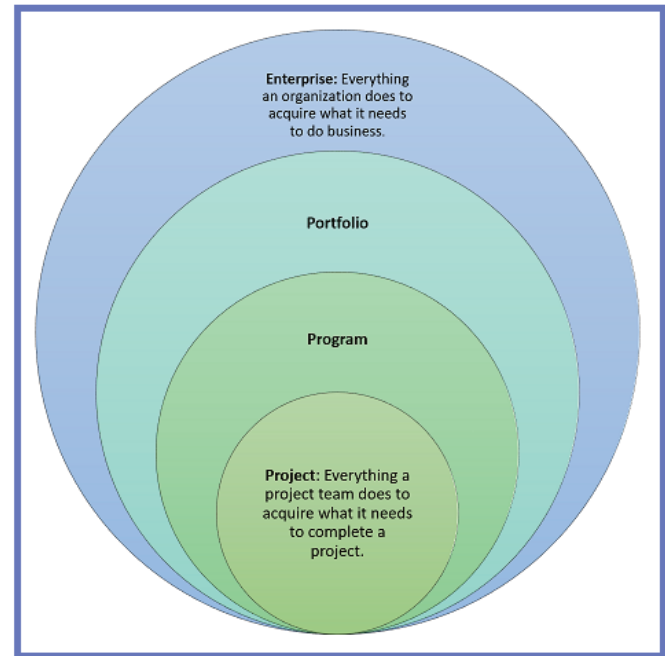 Enterprise: Everything
an organization does to
acquire what it needs
to do business.
Portfolio
Program
Project: Everything a
project team does to
acquire what it needs
to complete a
project.